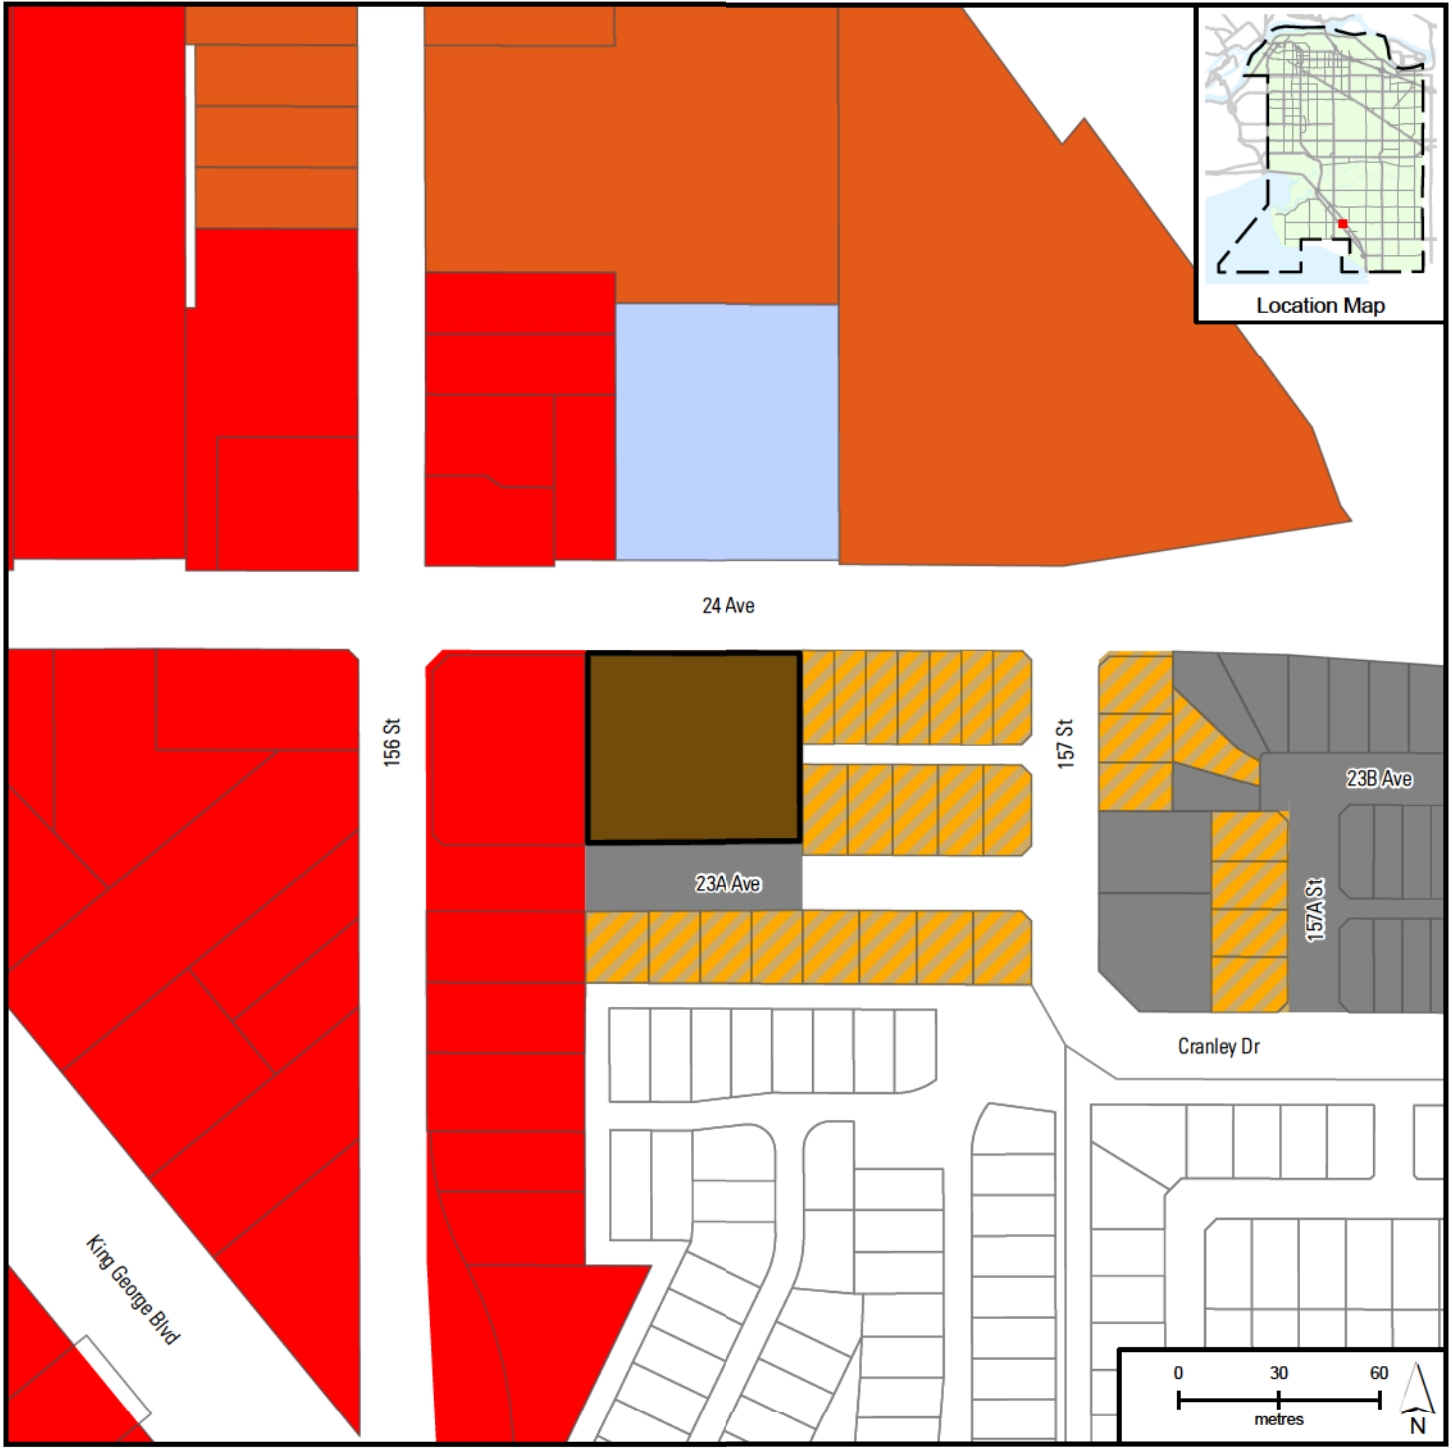 Location Map
24 Ave
156 St
157 St
23B Ave
23A Ave
157A St
Cranley Dr
King George Blvd
0 30 60
metres
N